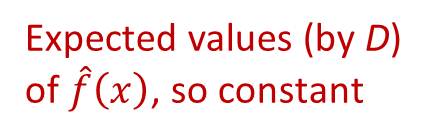 Expected values (by D)
of f̂(x), so constant